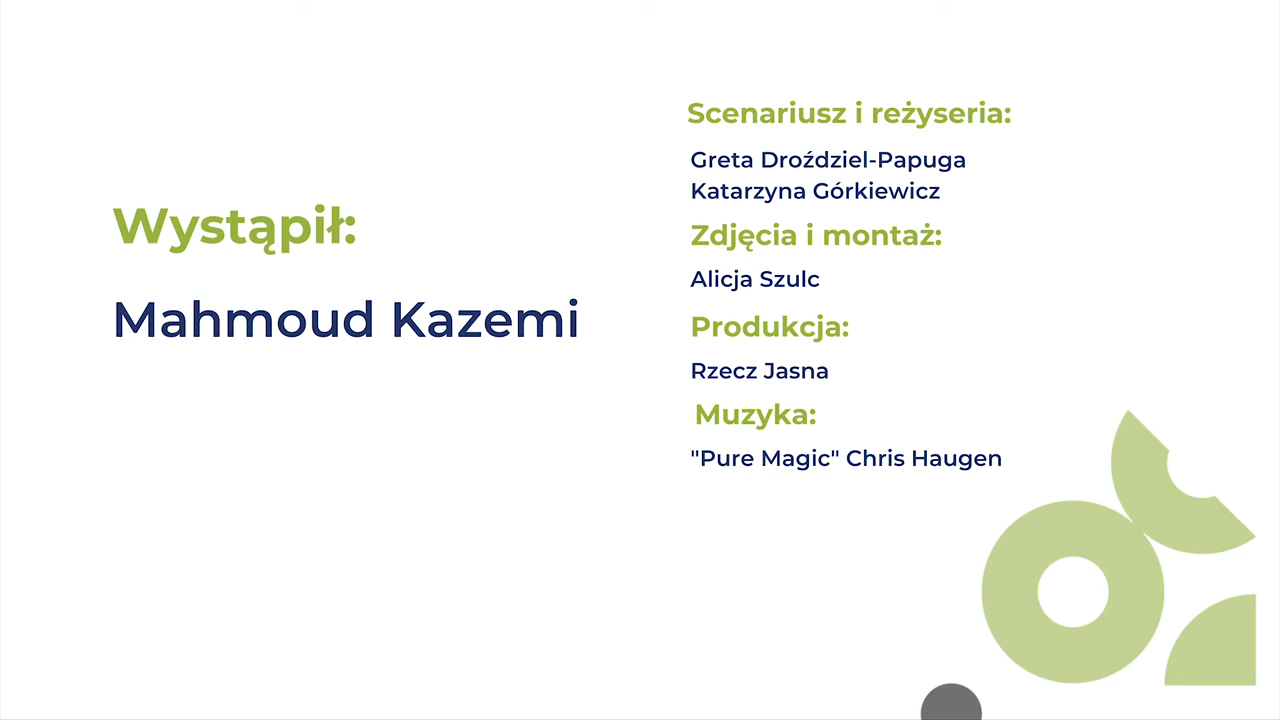 Wystąpił:
Mahmoud Kazemi
Scenariusz i reżyseria:
Greta Droździel-Papuga
Katarzyna Górkiewicz
Zdjęcia i montaż:
Alicja Szulc
Produkcja:
Rzecz Jasna
Muzyka:
"Pure Magic" Chris Haugen